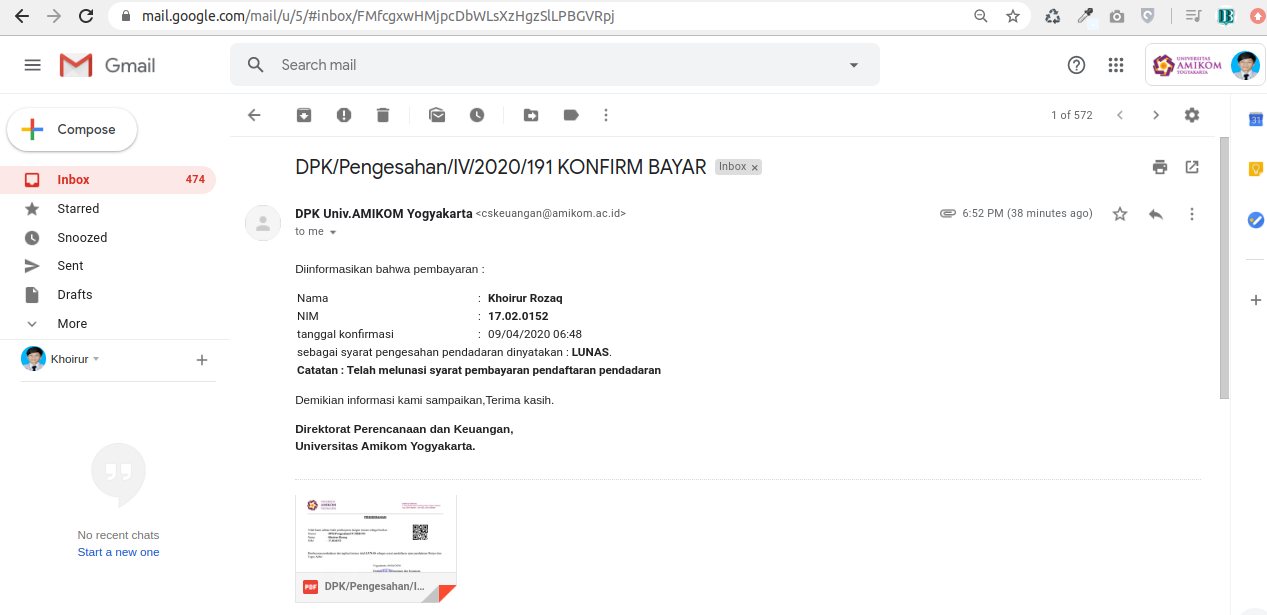 mail.google.com/mail/u/5/#inbox/FMfcgxwHMjpcDbWLsXzHgzSlLPBGVRpj
Gmail
Search mail
UNIVERSITAS
AMIKOM
YOGYAKARTA
Compose
1 of 572
31
Inbox 474
Starred
Snoozed
Sent
Drafts
More
Khoirur
No recent chats
Start a new one
DPK/Pengesahan/IV/2020/191 KONFIRM BAYAR Inbox x
DPK Univ.AMIKOM Yogyakarta <cskeuangan@amikom.ac.id> 6:52 PM (38 minutes ago)
to me
Diinformasikan bahwa pembayaran :
Nama : Khoirur Rozaq
NIM : 17.02.0152
tanggal konfirmasi : 09/04/2020 06:48
sebagai syarat pengesahan pendadaran dinyatakan : LUNAS.
Catatan : Telah melunasi syarat pembayaran pendaftaran pendadaran
Demikian informasi kami sampaikan,Terima kasih.
Direktorat Perencanaan dan Keuangan,
Universitas Amikom Yogyakarta.
AMIKOM
PDF DPK/Pengesahan/I...